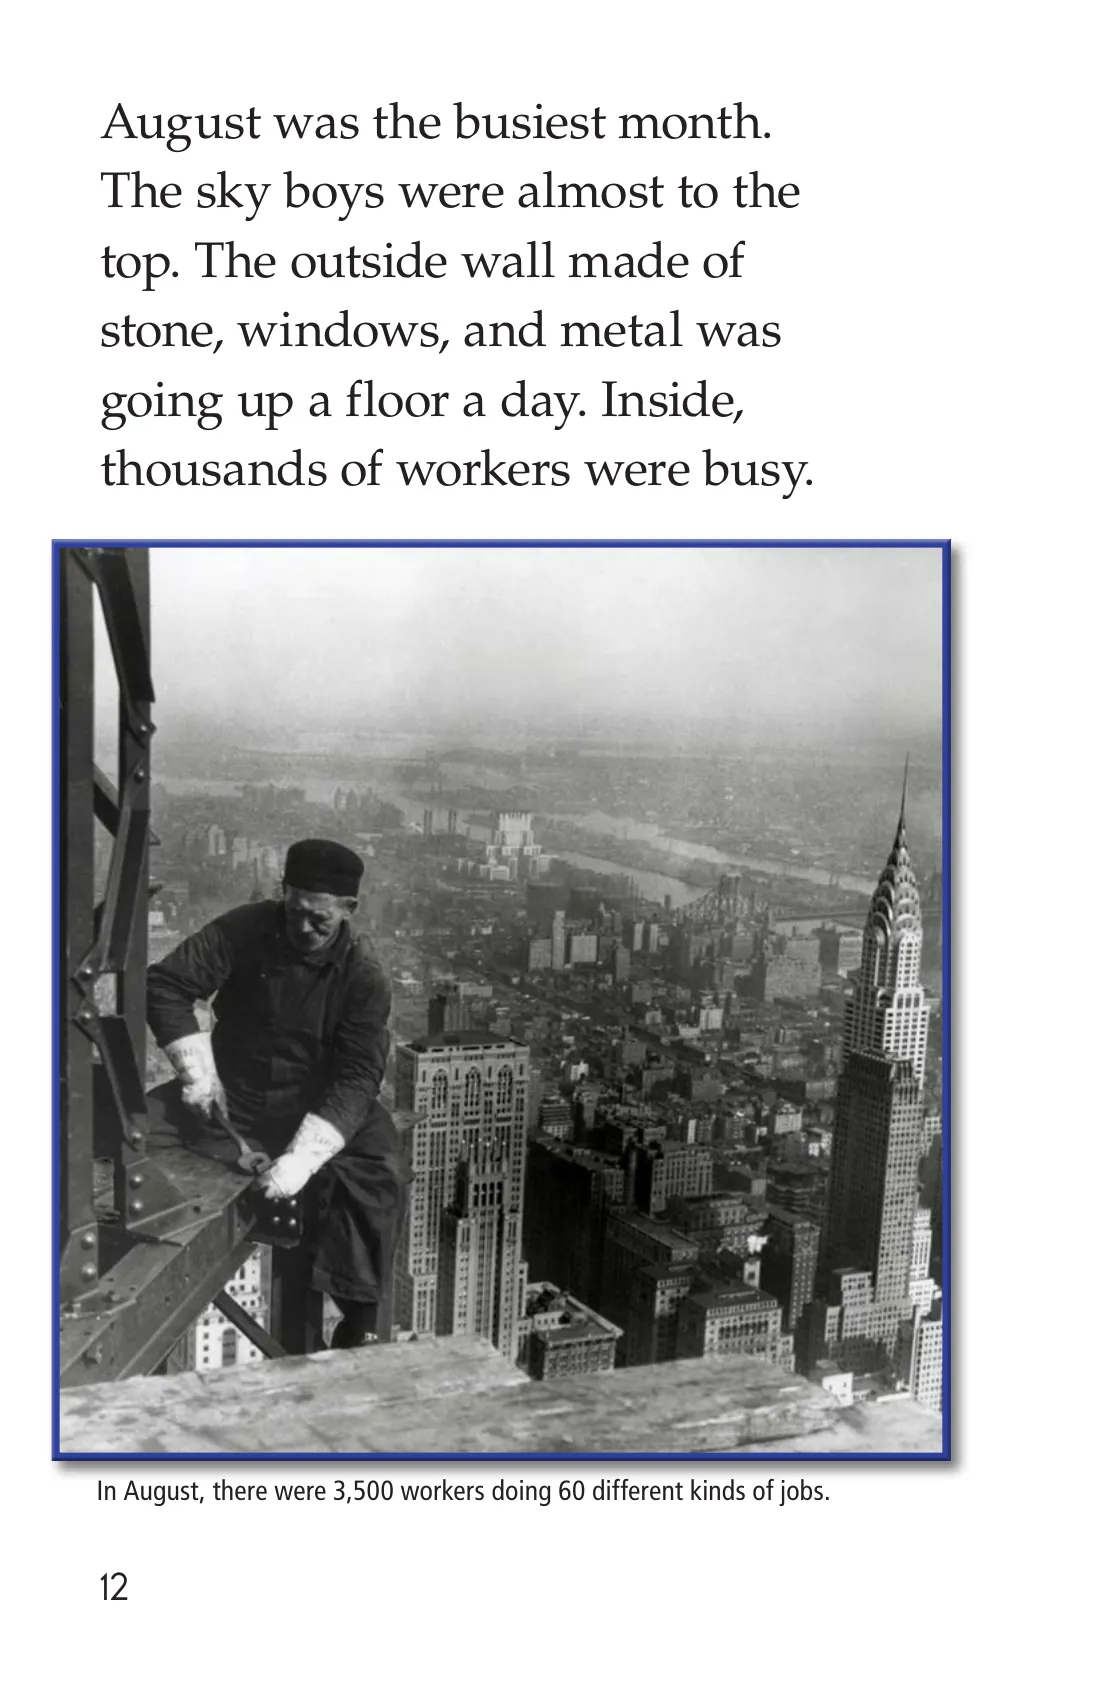 August was the busiest month.
The sky boys were almost to the
top. The outside wall made of
stone, windows, and metal was
going up a floor a day. Inside,
thousands of workers were busy.
In August, there were 3,500 workers doing 60 different kinds of jobs.
12